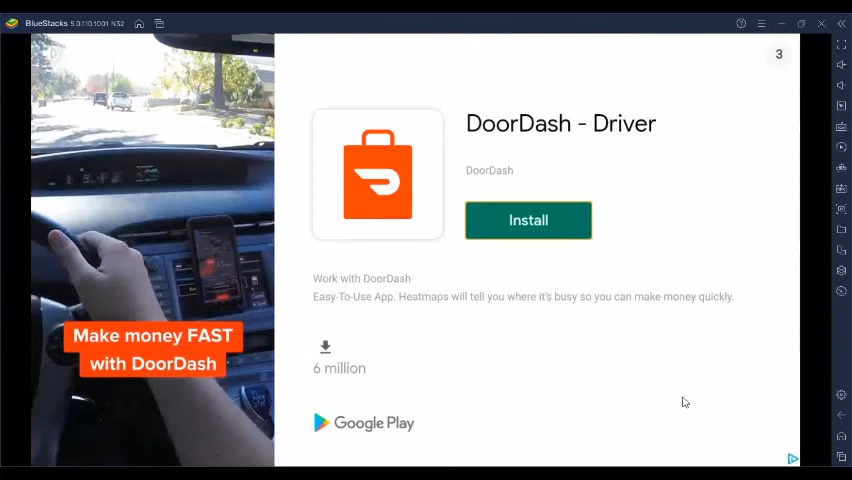 BlueStacks 5.0.110.1001 N32
3
DoorDash - Driver
DoorDash
Install
Work with DoorDash
Easy-To-Use App. Heatmaps will tell you where it's busy so you can make money quickly.
6 million
Google Play
Make money FAST
with DoorDash